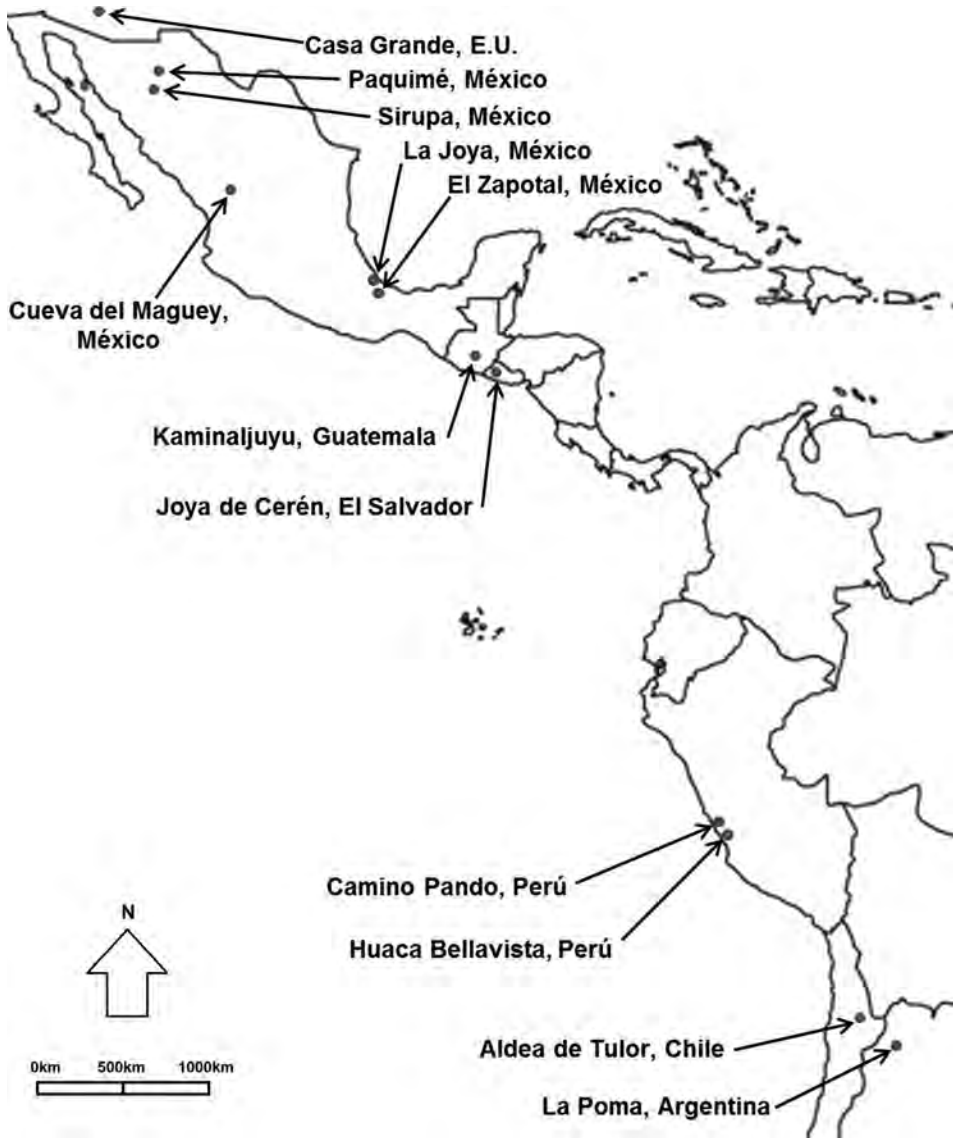 Casa Grande, E.U.
Paquimé, México
Sirupa, México
La Joya, México
El Zapotal, México
Cueva del Maguey,
México
Kaminaljuyu, Guatemala
Joya de Cerén, El Salvador
Camino Pando, Perú
Huaca Bellavista, Perú
N
Aldea de Tulor, Chile
0km 500km 1000km
La Poma, Argentina